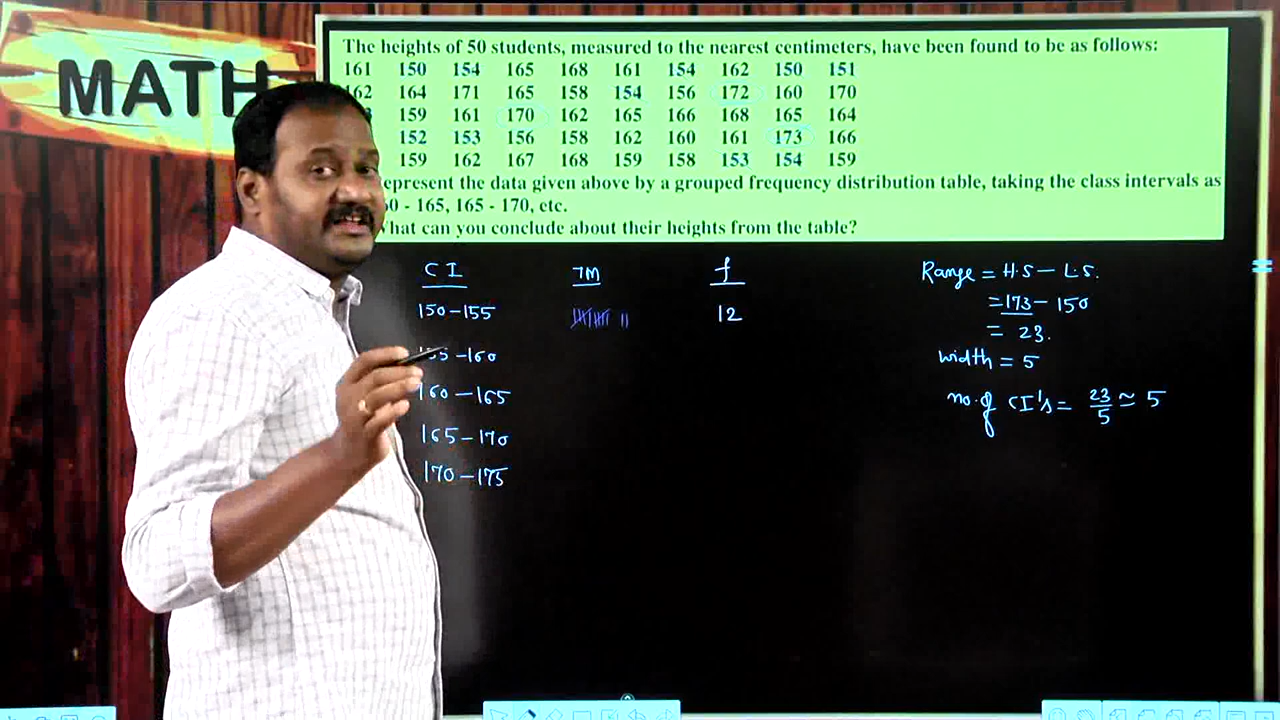 MATH
The heights of 50 students, measured to the nearest centimeters, have been found to be as follows:
161 150 154 165 168 161 154 162 150 151
162 164 171 165 158 154 156 172 160 170
159 161 170 162 165 166 168 165 164
152 153 156 158 162 160 161 173 166
159 162 167 168 159 158 153 154 159
epresent the data given above by a grouped frequency distribution table, taking the class intervals as
60 - 165, 165 - 170, etc.
hat can you conclude about their heights from the table?
C I TM f
150-155 12
155-160
160-165
165-170
170-175
Range = H.S - L.S.
= 173 - 150
= 23.
width = 5
no. of CI's = 23/5 ≃ 5